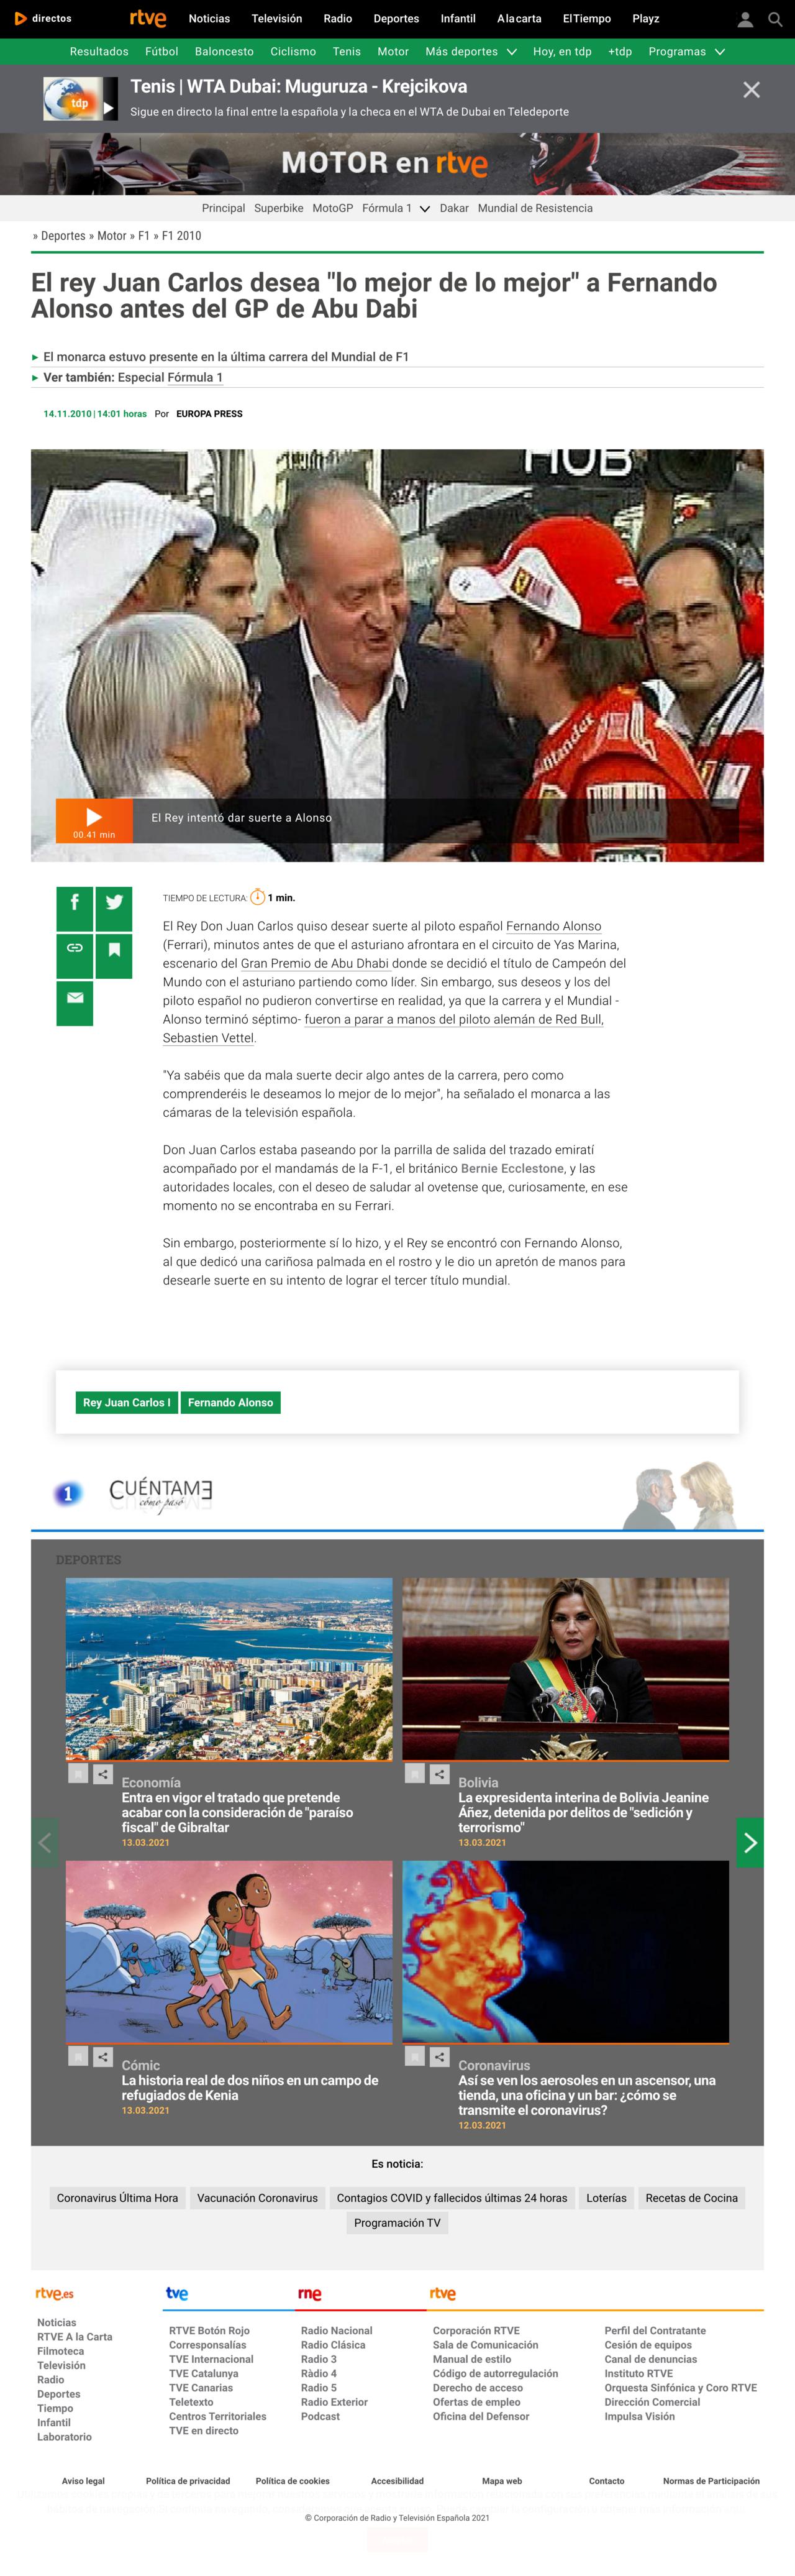 directos
rtve
Noticias Televisión Radio Deportes Infantil A la carta El Tiempo Playz
Resultados Fútbol Baloncesto Ciclismo Tenis Motor Más deportes Hoy, en tdp +tdp Programas
tdp
Tenis | WTA Dubai: Muguruza - Krejcikova
Sigue en directo la final entre la española y la checa en el WTA de Dubai en Teledeporte
MOTOR en rtve
Principal Superbike MotoGP Fórmula 1 Dakar Mundial de Resistencia
» Deportes » Motor » F1 » F1 2010
El rey Juan Carlos desea "lo mejor de lo mejor" a Fernando
Alonso antes del GP de Abu Dabi
► El monarca estuvo presente en la última carrera del Mundial de F1
► Ver también: Especial Fórmula 1
14.11.2010 | 14:01 horas Por EUROPA PRESS
HUB
Santander
00.41 min
El Rey intentó dar suerte a Alonso
TIEMPO DE LECTURA: 1 min.
El Rey Don Juan Carlos quiso desear suerte al piloto español Fernando Alonso
(Ferrari), minutos antes de que el asturiano afrontara en el circuito de Yas Marina,
escenario del Gran Premio de Abu Dhabi donde se decidió el título de Campeón del
Mundo con el asturiano partiendo como líder. Sin embargo, sus deseos y los del
piloto español no pudieron convertirse en realidad, ya que la carrera y el Mundial -
Alonso terminó séptimo- fueron a parar a manos del piloto alemán de Red Bull,
Sebastien Vettel.
"Ya sabéis que da mala suerte decir algo antes de la carrera, pero como
comprenderéis le deseamos lo mejor de lo mejor", ha señalado el monarca a las
cámaras de la televisión española.
Don Juan Carlos estaba paseando por la parrilla de salida del trazado emiratí
acompañado por el mandamás de la F-1, el británico Bernie Ecclestone, y las
autoridades locales, con el deseo de saludar al ovetense que, curiosamente, en ese
momento no se encontraba en su Ferrari.
Sin embargo, posteriormente sí lo hizo, y el Rey se encontró con Fernando Alonso,
al que dedicó una cariñosa palmada en el rostro y le dio un apretón de manos para
desearle suerte en su intento de lograr el tercer título mundial.
Rey Juan Carlos I Fernando Alonso
1
CUÉNTAME
cómo pasó
DEPORTES
Economía
Entra en vigor el tratado que pretende
acabar con la consideración de "paraíso
fiscal" de Gibraltar
13.03.2021
Bolivia
La expresidenta interina de Bolivia Jeanine
Áñez, detenida por delitos de "sedición y
terrorismo"
13.03.2021
Cómic
La historia real de dos niños en un campo de
refugiados de Kenia
13.03.2021
Coronavirus
Así se ven los aerosoles en un ascensor, una
tienda, una oficina y un bar: ¿cómo se
transmite el coronavirus?
12.03.2021
Es noticia:
Coronavirus Última Hora Vacunación Coronavirus Contagios COVID y fallecidos últimas 24 horas Loterías Recetas de Cocina
Programación TV
rtve.es
Noticias
RTVE A la Carta
Filmoteca
Televisión
Radio
Deportes
Tiempo
Infantil
Laboratorio
tve
RTVE Botón Rojo
Corresponsalías
TVE Internacional
TVE Catalunya
TVE Canarias
Teletexto
Centros Territoriales
TVE en directo
rne
Radio Nacional
Radio Clásica
Radio 3
Ràdio 4
Radio 5
Radio Exterior
Podcast
rtve
Corporación RTVE
Sala de Comunicación
Manual de estilo
Código de autorregulación
Derecho de acceso
Ofertas de empleo
Oficina del Defensor
Perfil del Contratante
Cesión de equipos
Canal de denuncias
Instituto RTVE
Orquesta Sinfónica y Coro RTVE
Dirección Comercial
Impulsa Visión
Aviso legal Política de privacidad Política de cookies Accesibilidad Mapa web Contacto Normas de Participación
© Corporación de Radio y Televisión Española 2021